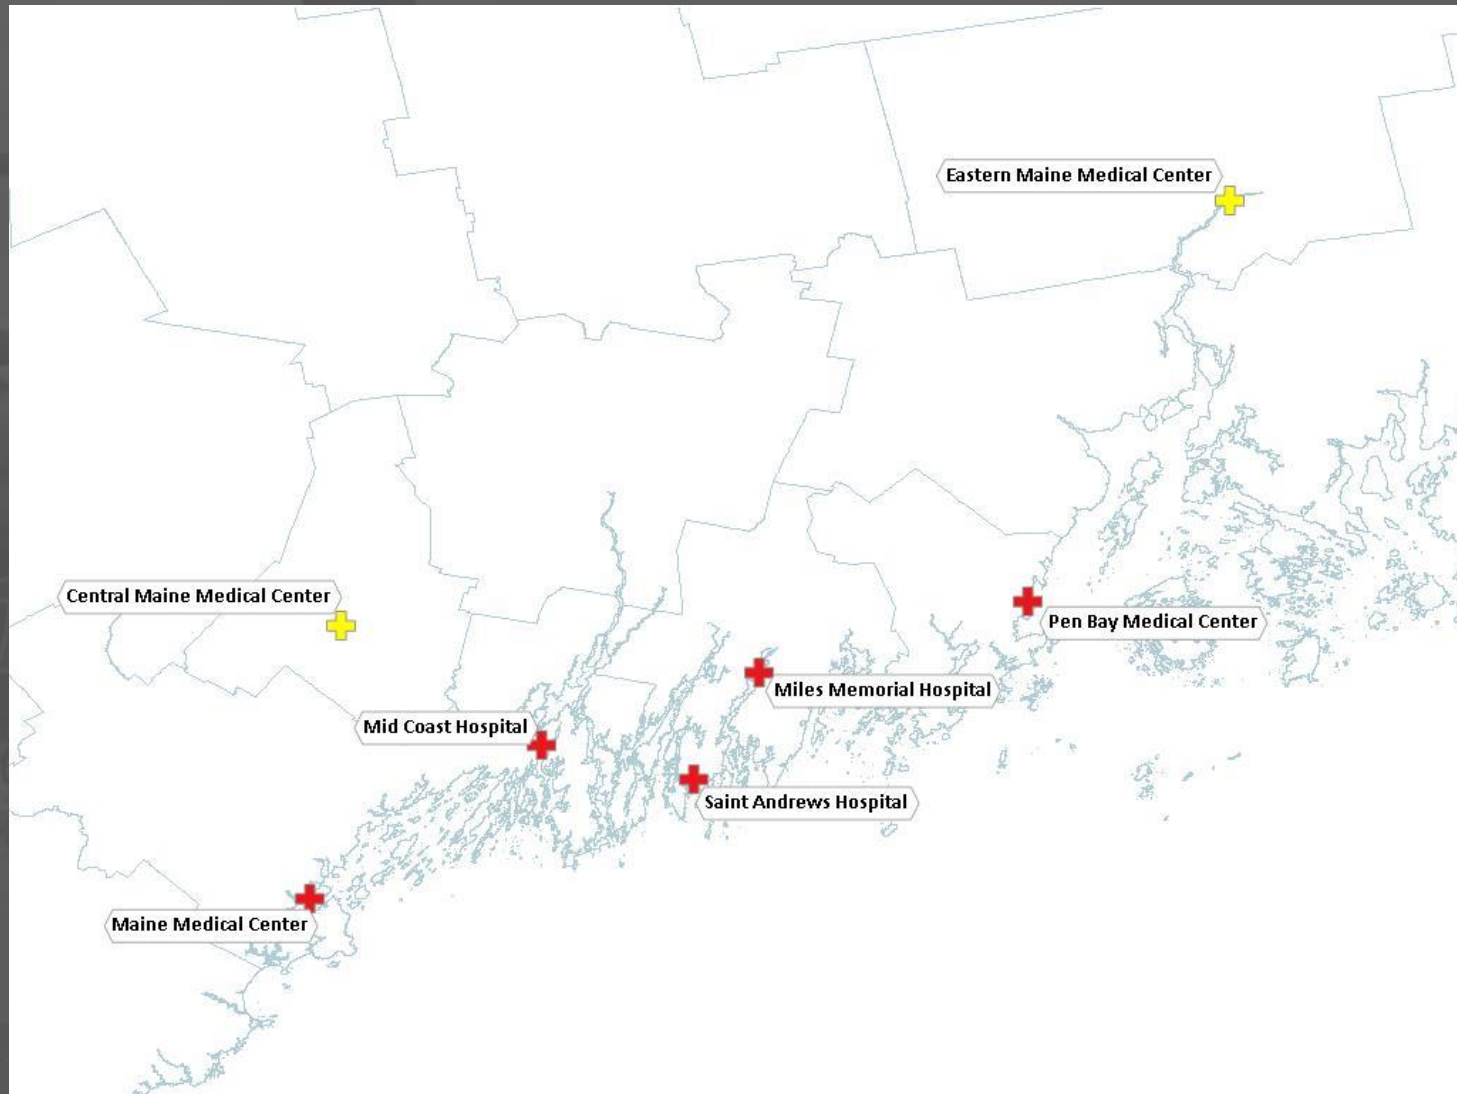 Eastern Maine Medical Center
Central Maine Medical Center
Pen Bay Medical Center
Miles Memorial Hospital
Mid Coast Hospital
Saint Andrews Hospital
Maine Medical Center